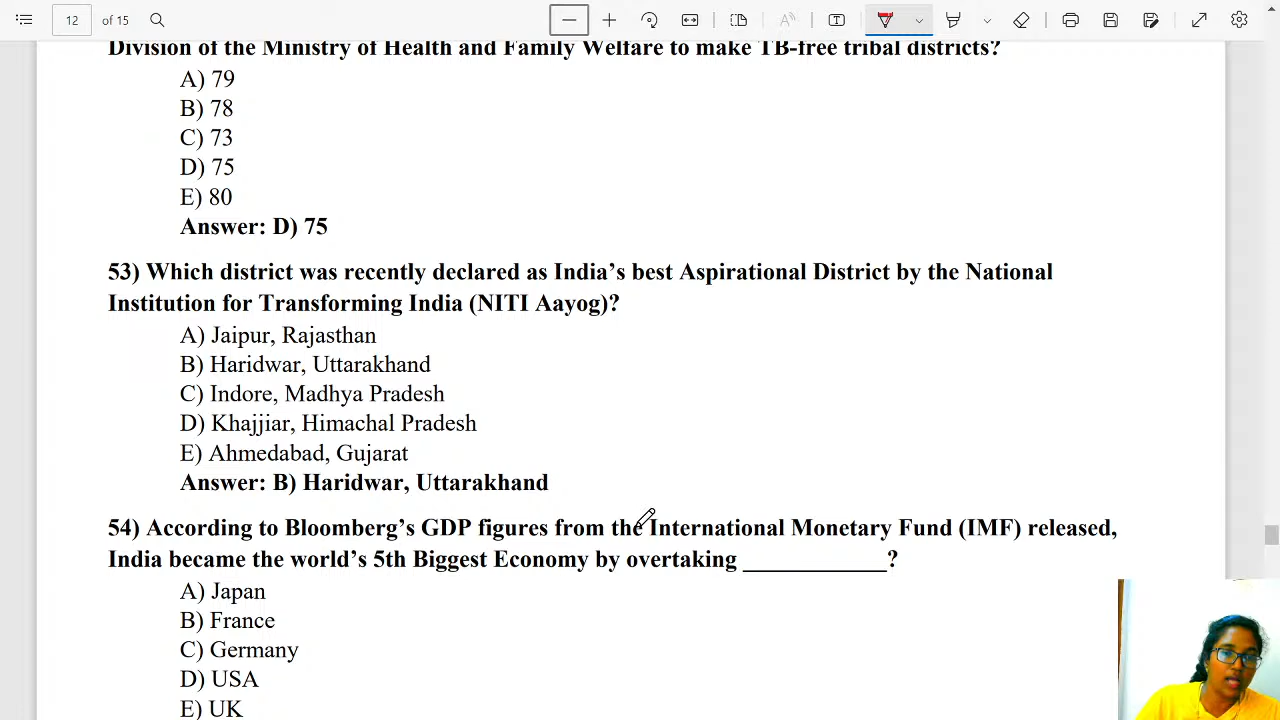 12 of 15
Division of the Ministry of Health and Family Welfare to make TB-free tribal districts?
A) 79
B) 78
C) 73
D) 75
E) 80
Answer: D) 75
53) Which district was recently declared as India’s best Aspirational District by the National
Institution for Transforming India (NITI Aayog)?
A) Jaipur, Rajasthan
B) Haridwar, Uttarakhand
C) Indore, Madhya Pradesh
D) Khajjiar, Himachal Pradesh
E) Ahmedabad, Gujarat
Answer: B) Haridwar, Uttarakhand
54) According to Bloomberg’s GDP figures from the International Monetary Fund (IMF) released,
India became the world’s 5th Biggest Economy by overtaking ____________?
A) Japan
B) France
C) Germany
D) USA
E) UK